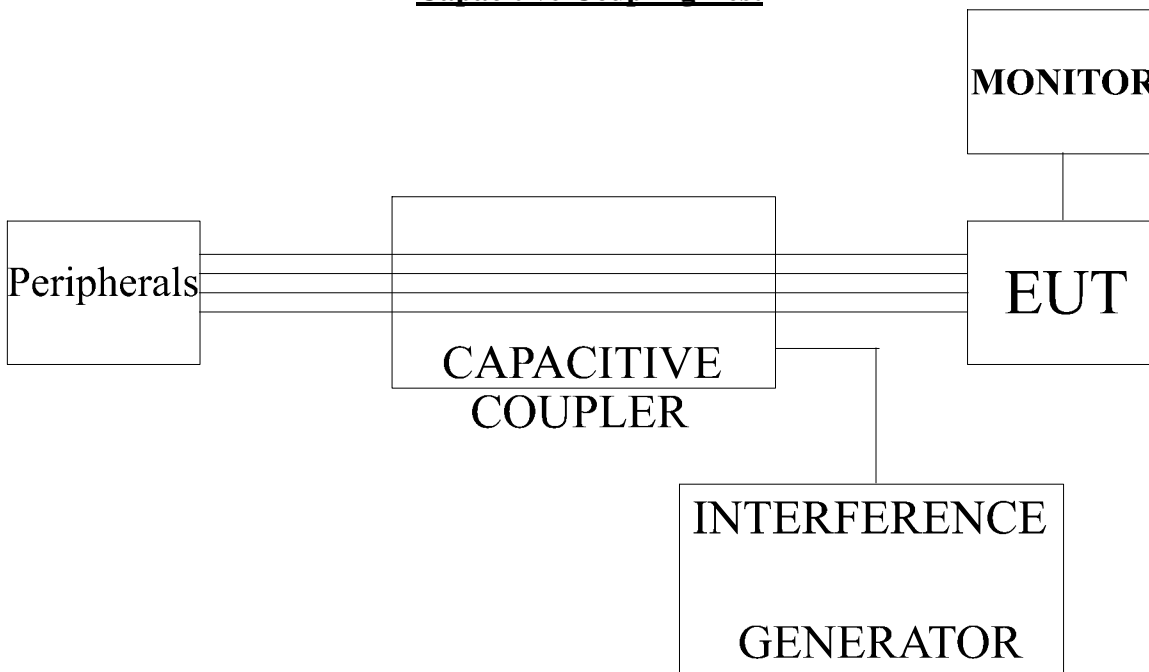 MONITOR
Peripherals
EUT
CAPACITIVE
COUPLER
INTERFERENCE
GENERATOR